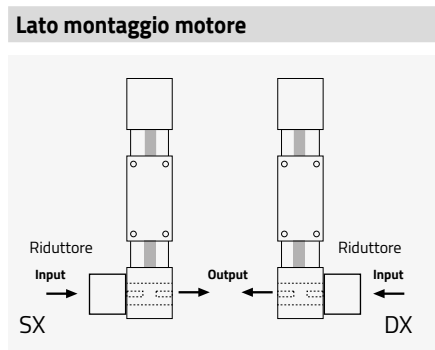 Lato montaggio motore
Riduttore Riduttore
Input Output Input
SX DX